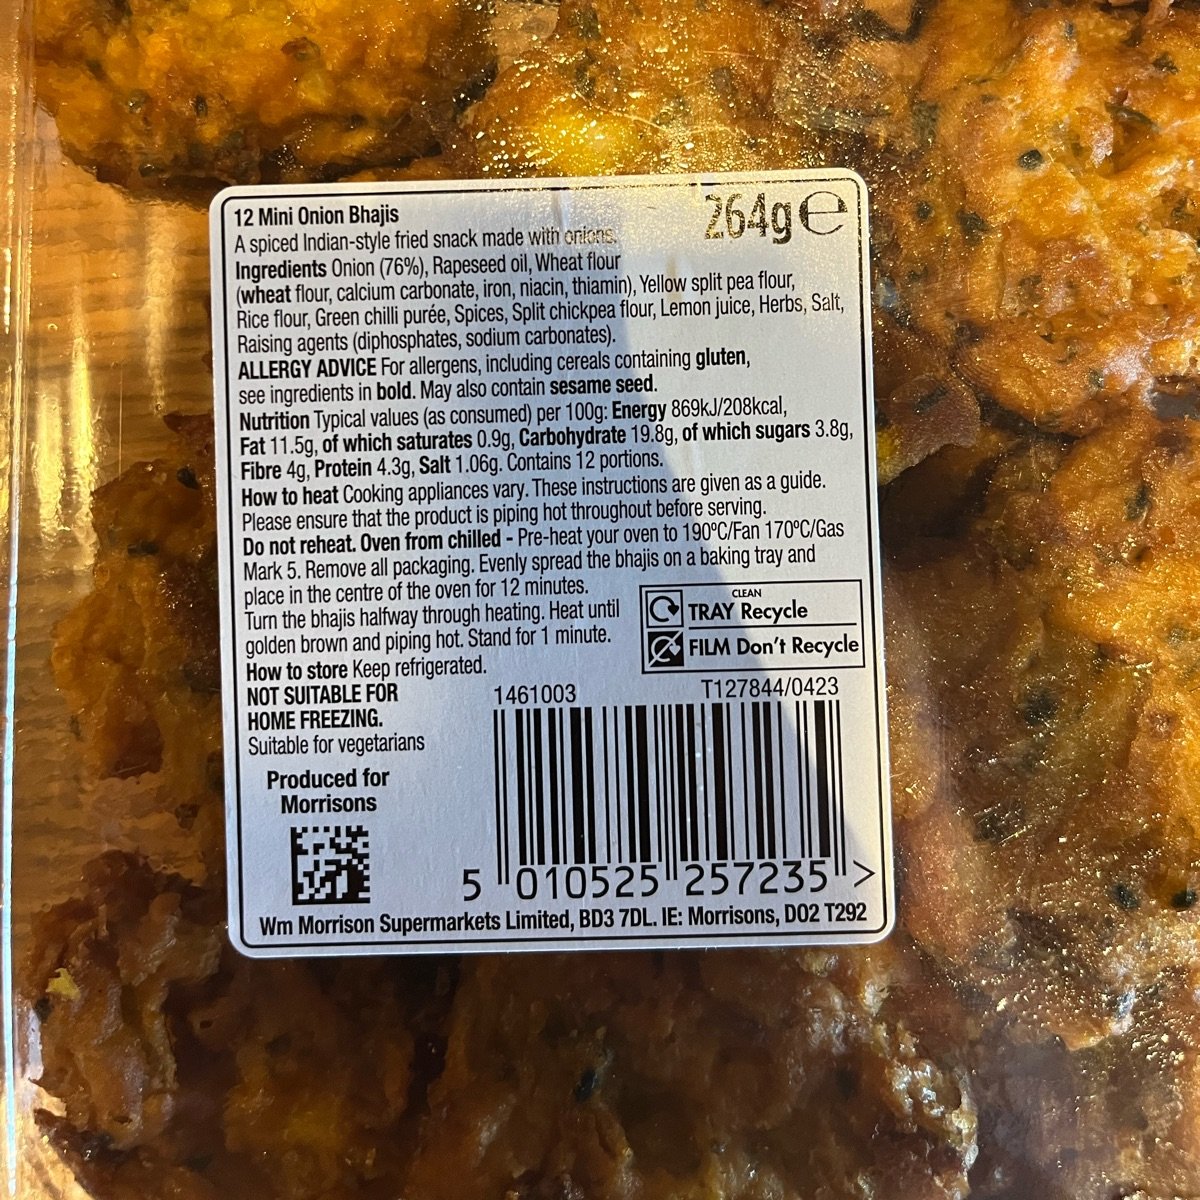 12 Mini Onion Bhajis
264g e
A spiced Indian-style fried snack made with onions.
Ingredients Onion (76%), Rapeseed oil, Wheat flour
(wheat flour, calcium carbonate, iron, niacin, thiamin), Yellow split pea flour,
Rice flour, Green chilli purée, Spices, Split chickpea flour, Lemon juice, Herbs, Salt,
Raising agents (diphosphates, sodium carbonates).
ALLERGY ADVICE For allergens, including cereals containing gluten,
see ingredients in bold. May also contain sesame seed.
Nutrition Typical values (as consumed) per 100g: Energy 869kJ/208kcal,
Fat 11.5g, of which saturates 0.9g, Carbohydrate 19.8g, of which sugars 3.8g,
Fibre 4g, Protein 4.3g, Salt 1.06g. Contains 12 portions.
How to heat Cooking appliances vary. These instructions are given as a guide.
Please ensure that the product is piping hot throughout before serving.
Do not reheat. Oven from chilled - Pre-heat your oven to 190°C/Fan 170°C/Gas
Mark 5. Remove all packaging. Evenly spread the bhajis on a baking tray and
place in the centre of the oven for 12 minutes.
Turn the bhajis halfway through heating. Heat until
golden brown and piping hot. Stand for 1 minute.
CLEAN
TRAY Recycle
FILM Don't Recycle
How to store Keep refrigerated.
NOT SUITABLE FOR
HOME FREEZING.
Suitable for vegetarians
Produced for
Morrisons
1461003
T127844/0423
5 010525 257235 >
Wm Morrison Supermarkets Limited, BD3 7DL. IE: Morrisons, D02 T292